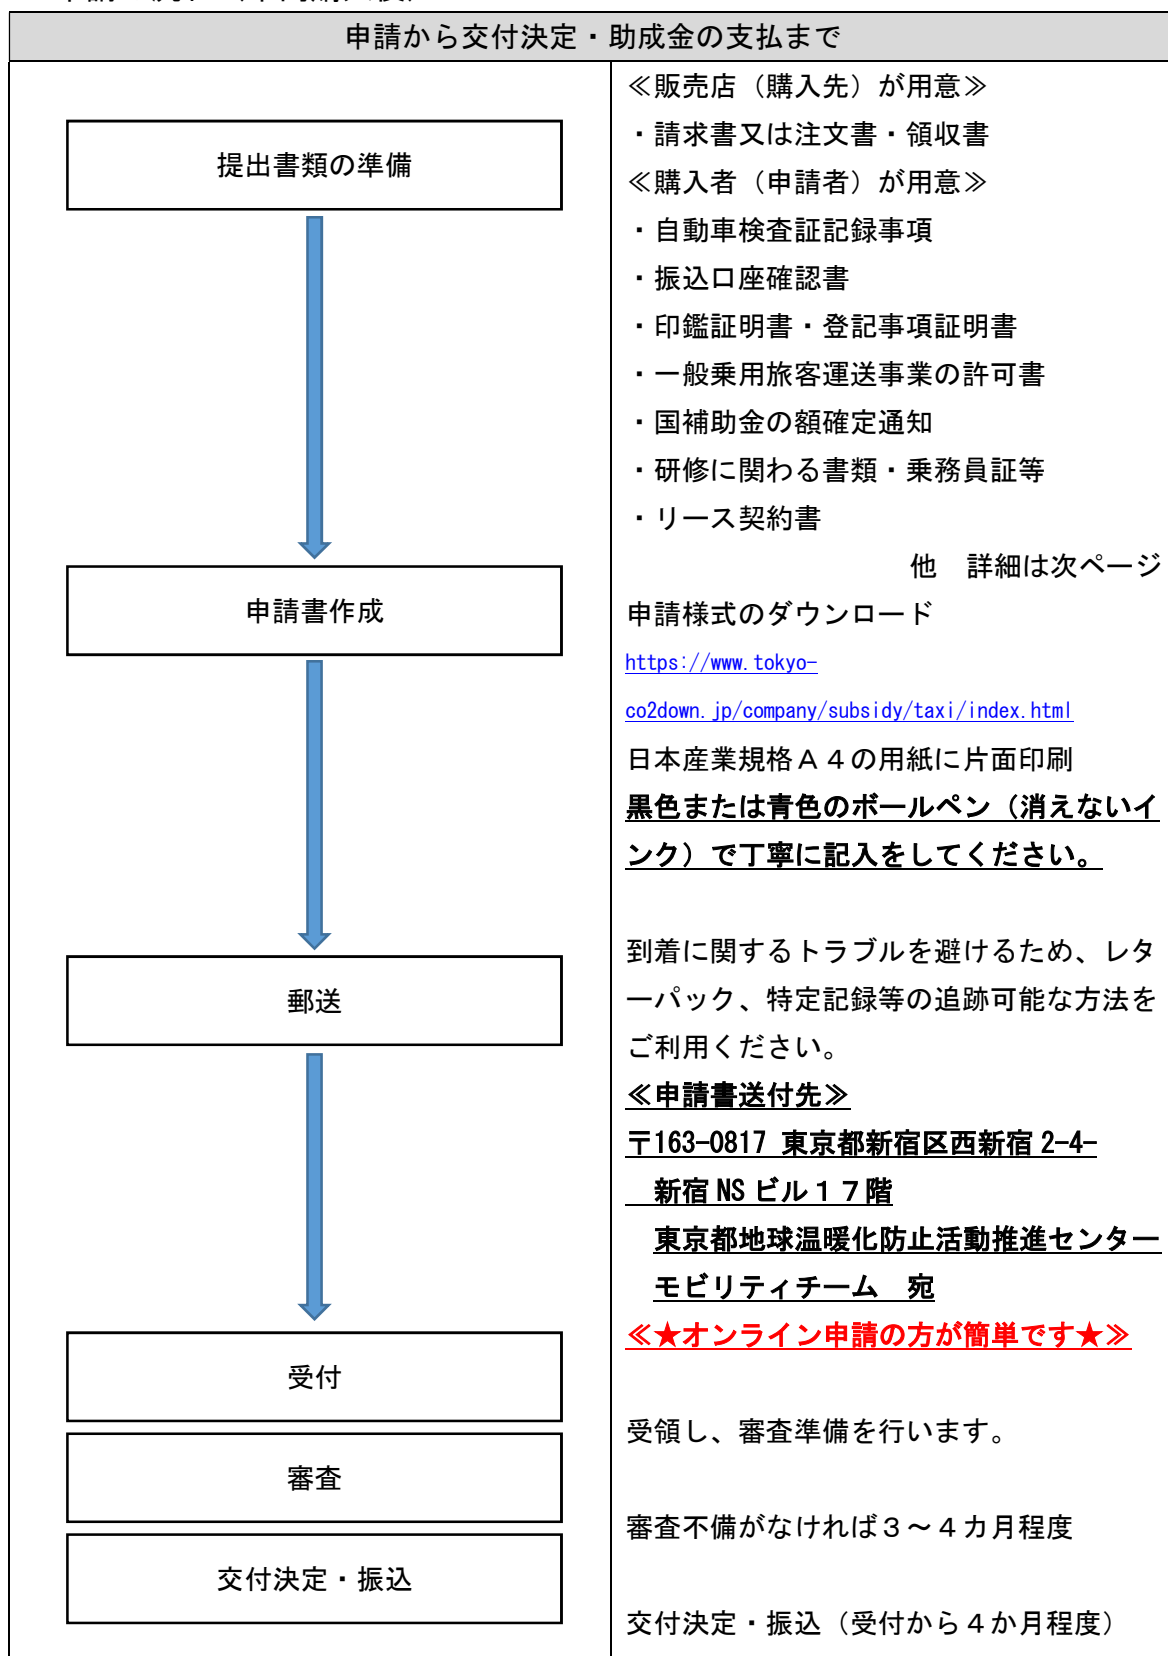 申請から交付決定・助成金の支払まで
提出書類の準備
≪販売店（購入先）が用意≫
・請求書又は注文書・領収書
≪購入者（申請者）が用意≫
・自動車検査証記録事項
・振込口座確認書
・印鑑証明書・登記事項証明書
・一般乗用旅客運送事業の許可書
・国補助金の額確定通知
・研修に関わる書類・乗務員証等
・リース契約書
他　詳細は次ページ
申請書作成
申請様式のダウンロード
https://www.tokyo-
co2down.jp/company/subsidy/taxi/index.html
日本産業規格Ａ４の用紙に片面印刷
黒色または青色のボールペン（消えないイ
ンク）で丁寧に記入をしてください。
郵送
到着に関するトラブルを避けるため、レタ
ーパック、特定記録等の追跡可能な方法を
ご利用ください。
≪申請書送付先≫
〒163-0817 東京都新宿区西新宿 2-4-
新宿 NS ビル１７階
東京都地球温暖化防止活動推進センター
モビリティチーム　宛
≪★オンライン申請の方が簡単です★≫
受付
受領し、審査準備を行います。
審査
審査不備がなければ３～４カ月程度
交付決定・振込
交付決定・振込（受付から４か月程度）